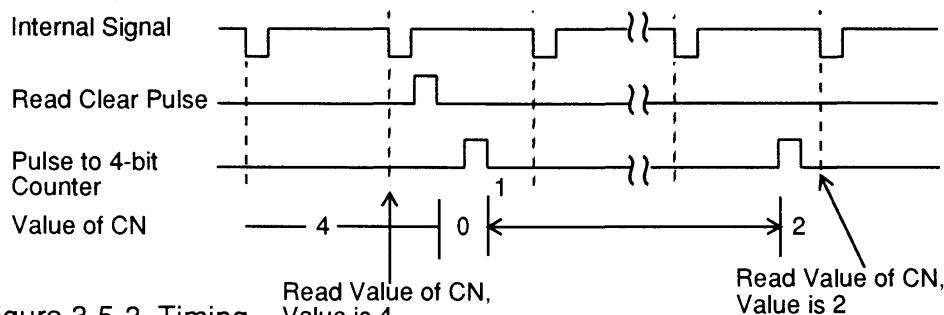 Internal Signal
Read Clear Pulse
Pulse to 4-bit
Counter
1
Value of CN
4
0
2
Read Value of CN,
Value is 4
Read Value of CN,
Value is 2
Figure 3.5.2 Timing